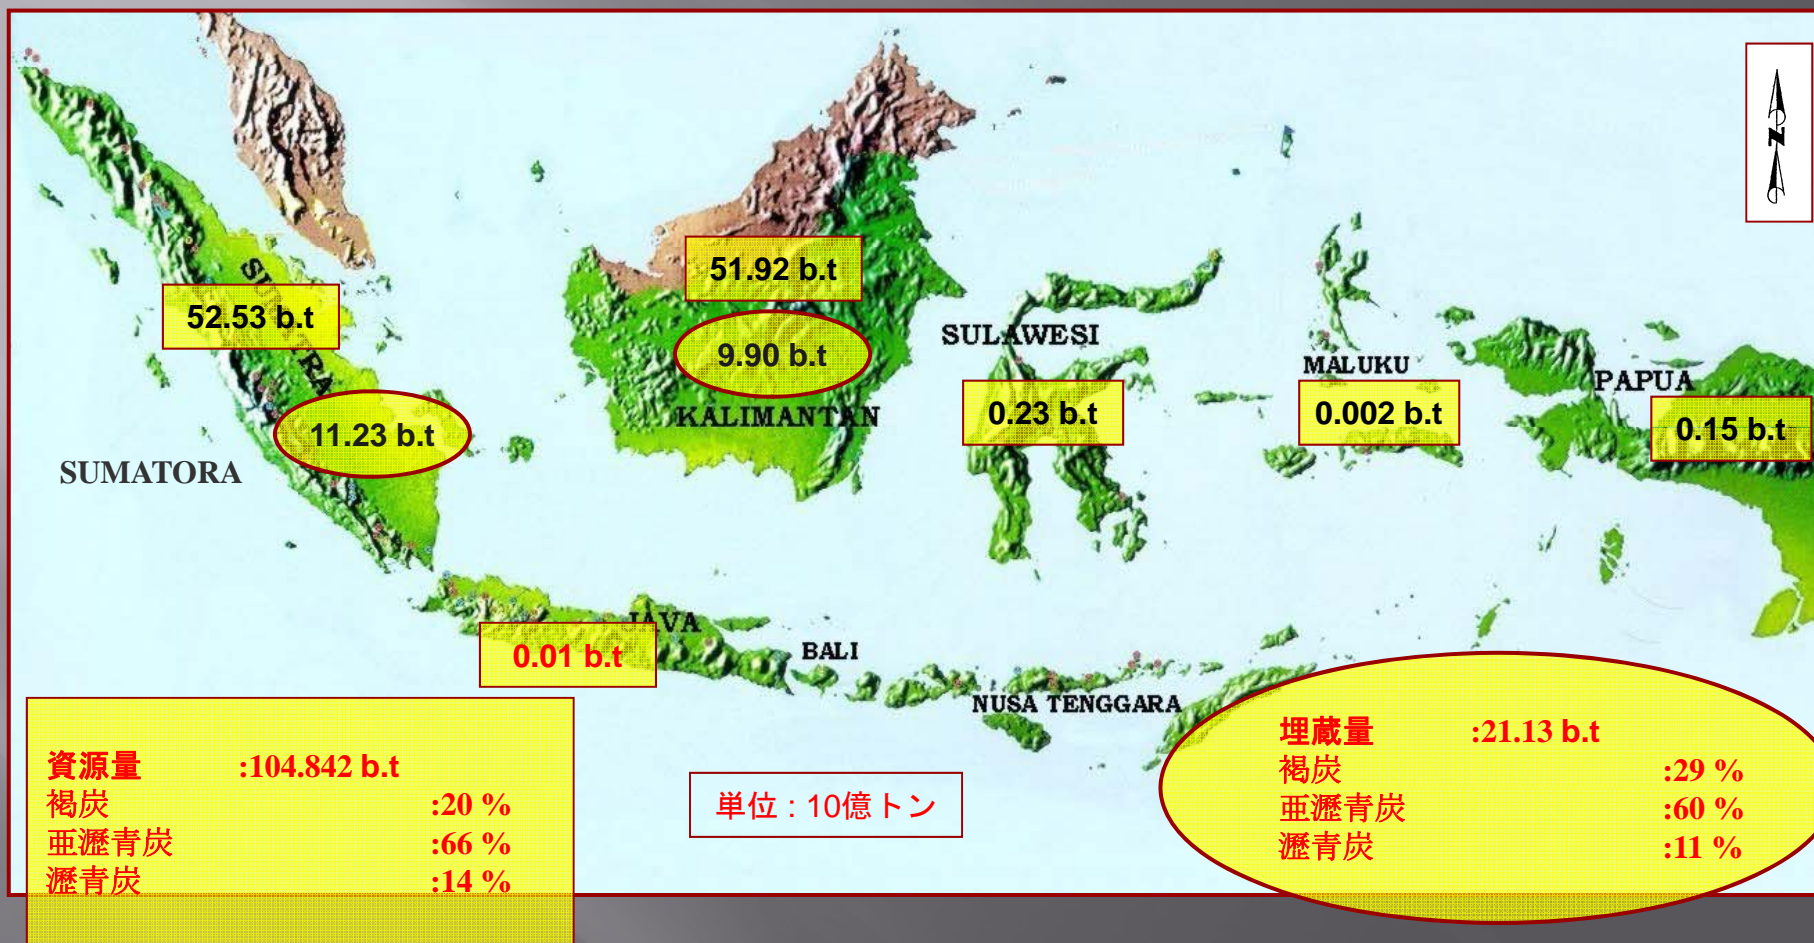 N
SUMATRA
52.53 b.t
11.23 b.t
SUMATORA
51.92 b.t
9.90 b.t
KALIMANTAN
SULAWESI
0.23 b.t
MALUKU
0.002 b.t
PAPUA
0.15 b.t
JAVA
0.01 b.t
BALI
NUSA TENGGARA
資源量 :104.842 b.t
褐炭 :20 %
亜瀝青炭 :66 %
瀝青炭 :14 %
単位 : 10億トン
埋蔵量 :21.13 b.t
褐炭 :29 %
亜瀝青炭 :60 %
瀝青炭 :11 %